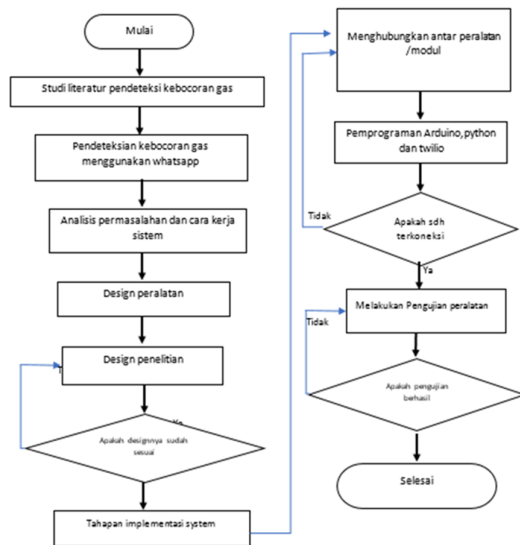 Mulai
Studi literatur pendeteksi kebocoran gas
Pendeteksian kebocoran gas
menggunakan whatsapp
Analisis permasalahan dan cara kerja
sistem
Design peralatan
Design penelitian
Apakah designnya sudah
sesuai
Tahapan implementasi system
Menghubungkan antar peralatan
/modul
Pemprograman Arduino,python
dan twilio
Tidak
Apakah sdh
terkoneksi
Ya
Melakukan Pengujian peralatan
Tidak
Apakah pengujian
berhasil
Selesai